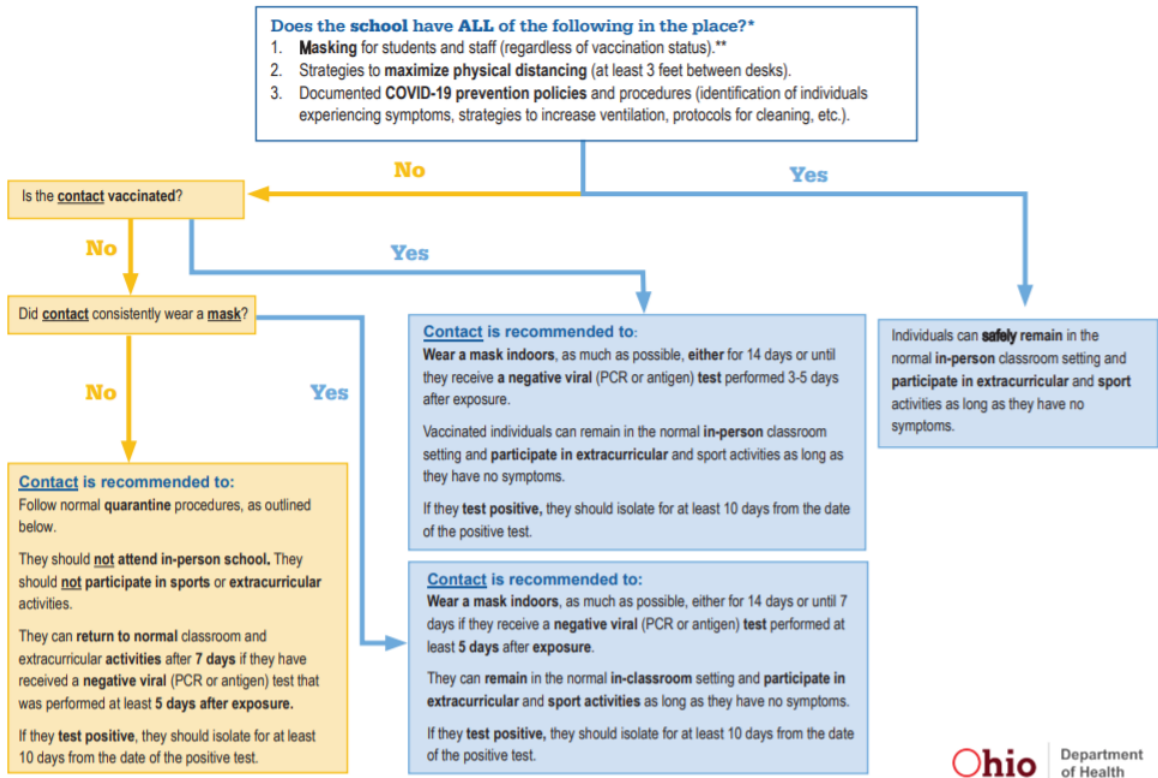 Does the school have ALL of the following in the place?*
1. Masking for students and staff (regardless of vaccination status).**
2. Strategies to maximize physical distancing (at least 3 feet between desks).
3. Documented COVID-19 prevention policies and procedures (identification of individuals
experiencing symptoms, strategies to increase ventilation, protocols for cleaning, etc.).
No
Yes
Is the contact vaccinated?
No
Yes
Did contact consistently wear a mask?
No
Yes
Contact is recommended to:
Wear a mask indoors, as much as possible, either for 14 days or until
they receive a negative viral (PCR or antigen) test performed 3-5 days
after exposure.
Vaccinated individuals can remain in the normal in-person classroom
setting and participate in extracurricular and sport activities as long as
they have no symptoms.
If they test positive, they should isolate for at least 10 days from the date
of the positive test.
Individuals can safely remain in the
normal in-person classroom setting and
participate in extracurricular and sport
activities as long as they have no
symptoms.
Contact is recommended to:
Follow normal quarantine procedures, as outlined
below.
They should not attend in-person school. They
should not participate in sports or extracurricular
activities.
They can return to normal classroom and
extracurricular activities after 7 days if they have
received a negative viral (PCR or antigen) test that
was performed at least 5 days after exposure.
If they test positive, they should isolate for at least
10 days from the date of the positive test.
Contact is recommended to:
Wear a mask indoors, as much as possible, either for 14 days or until 7
days if they receive a negative viral (PCR or antigen) test performed at
least 5 days after exposure.
They can remain in the normal in-classroom setting and participate in
extracurricular and sport activities as long as they have no symptoms.
If they test positive, they should isolate for at least 10 days from the date
of the positive test.
Ohio
Department
of Health